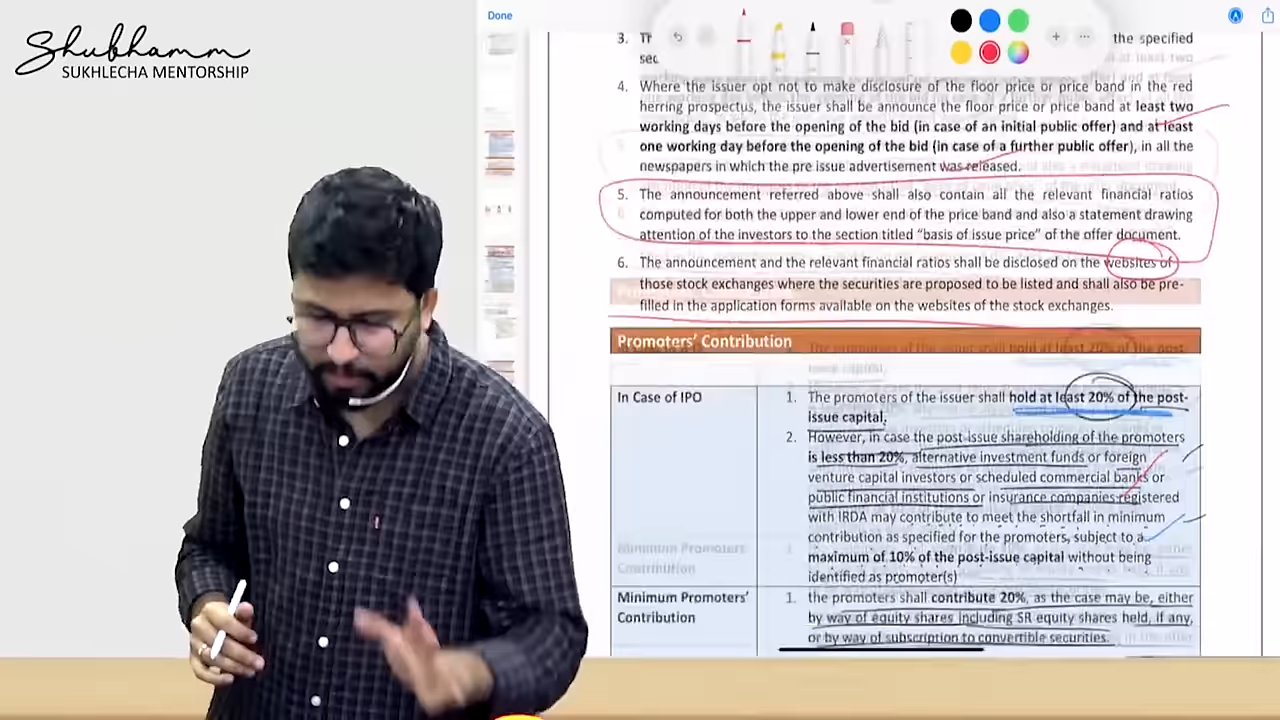 Shubhamm
SUKHLECHA MENTORSHIP
Done
3. the specified
sec
4. Where the issuer opt not to make disclosure of the floor price or price band in the red
herring prospectus, the issuer shall be announce the floor price or price band at least two
working days before the opening of the bid (in case of an initial public offer) and at least
one working day before the opening of the bid (in case of a further public offer), in all the
newspapers in which the pre issue advertisement was released.
5. The announcement referred above shall also contain all the relevant financial ratios
computed for both the upper and lower end of the price band and also a statement drawing
attention of the investors to the section titled “basis of issue price” of the offer document.
6. The announcement and the relevant financial ratios shall be disclosed on the websites of
those stock exchanges where the securities are proposed to be listed and shall also be pre-
filled in the application forms available on the websites of the stock exchanges.
Promoters’ Contribution
In Case of IPO
1. The promoters of the issuer shall hold at least 20% of the post-
issue capital.
2. However, in case the post-issue shareholding of the promoters
is less than 20%, alternative investment funds or foreign
venture capital investors or scheduled commercial banks or
public financial institutions or insurance companies registered
with IRDA may contribute to meet the shortfall in minimum
contribution as specified for the promoters, subject to a
maximum of 10% of the post-issue capital without being
identified as promoter(s)
Minimum Promoters’
Contribution
1. the promoters shall contribute 20%, as the case may be, either
by way of equity shares including SR equity shares held, if any,
or by way of subscription to convertible securities.